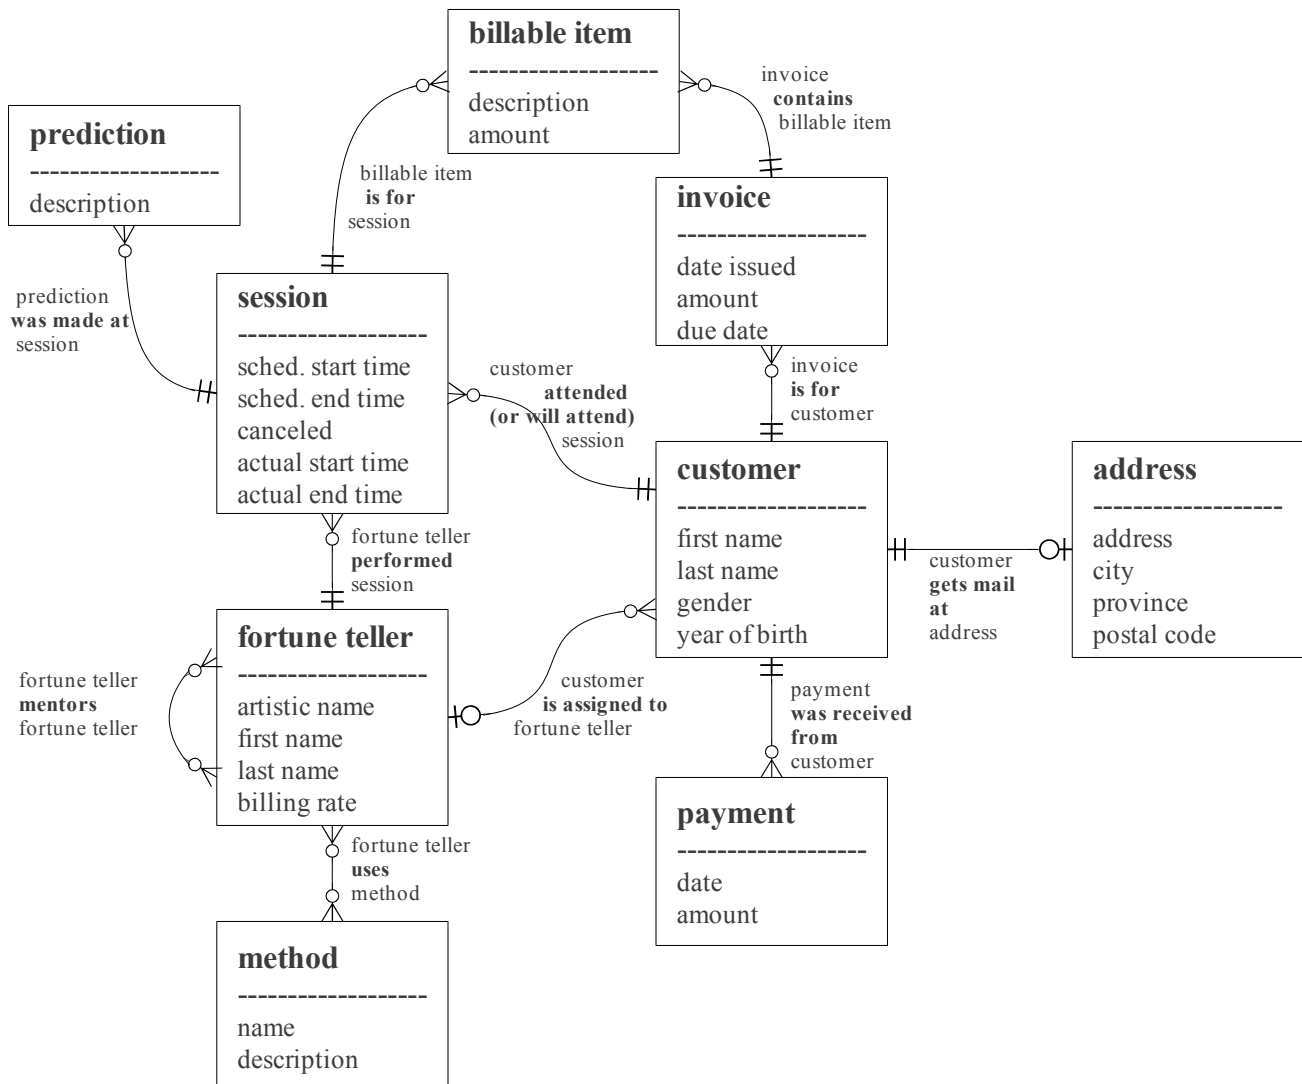 billable item
-------------------
description
amount
invoice
contains
billable item
prediction
-------------------
description
billable item
is for
session
invoice
-------------------
date issued
amount
due date
prediction
was made at
session
session
-------------------
sched. start time
sched. end time
canceled
actual start time
actual end time
customer
attended
(or will attend)
session
invoice
is for
customer
customer
-------------------
first name
last name
gender
year of birth
address
-------------------
address
city
province
postal code
customer
gets mail
at
address
fortune teller
performed
session
fortune teller
-------------------
artistic name
first name
last name
billing rate
fortune teller
mentors
fortune teller
customer
is assigned to
fortune teller
payment
was received
from
customer
payment
-------------------
date
amount
fortune teller
uses
method
method
-------------------
name
description